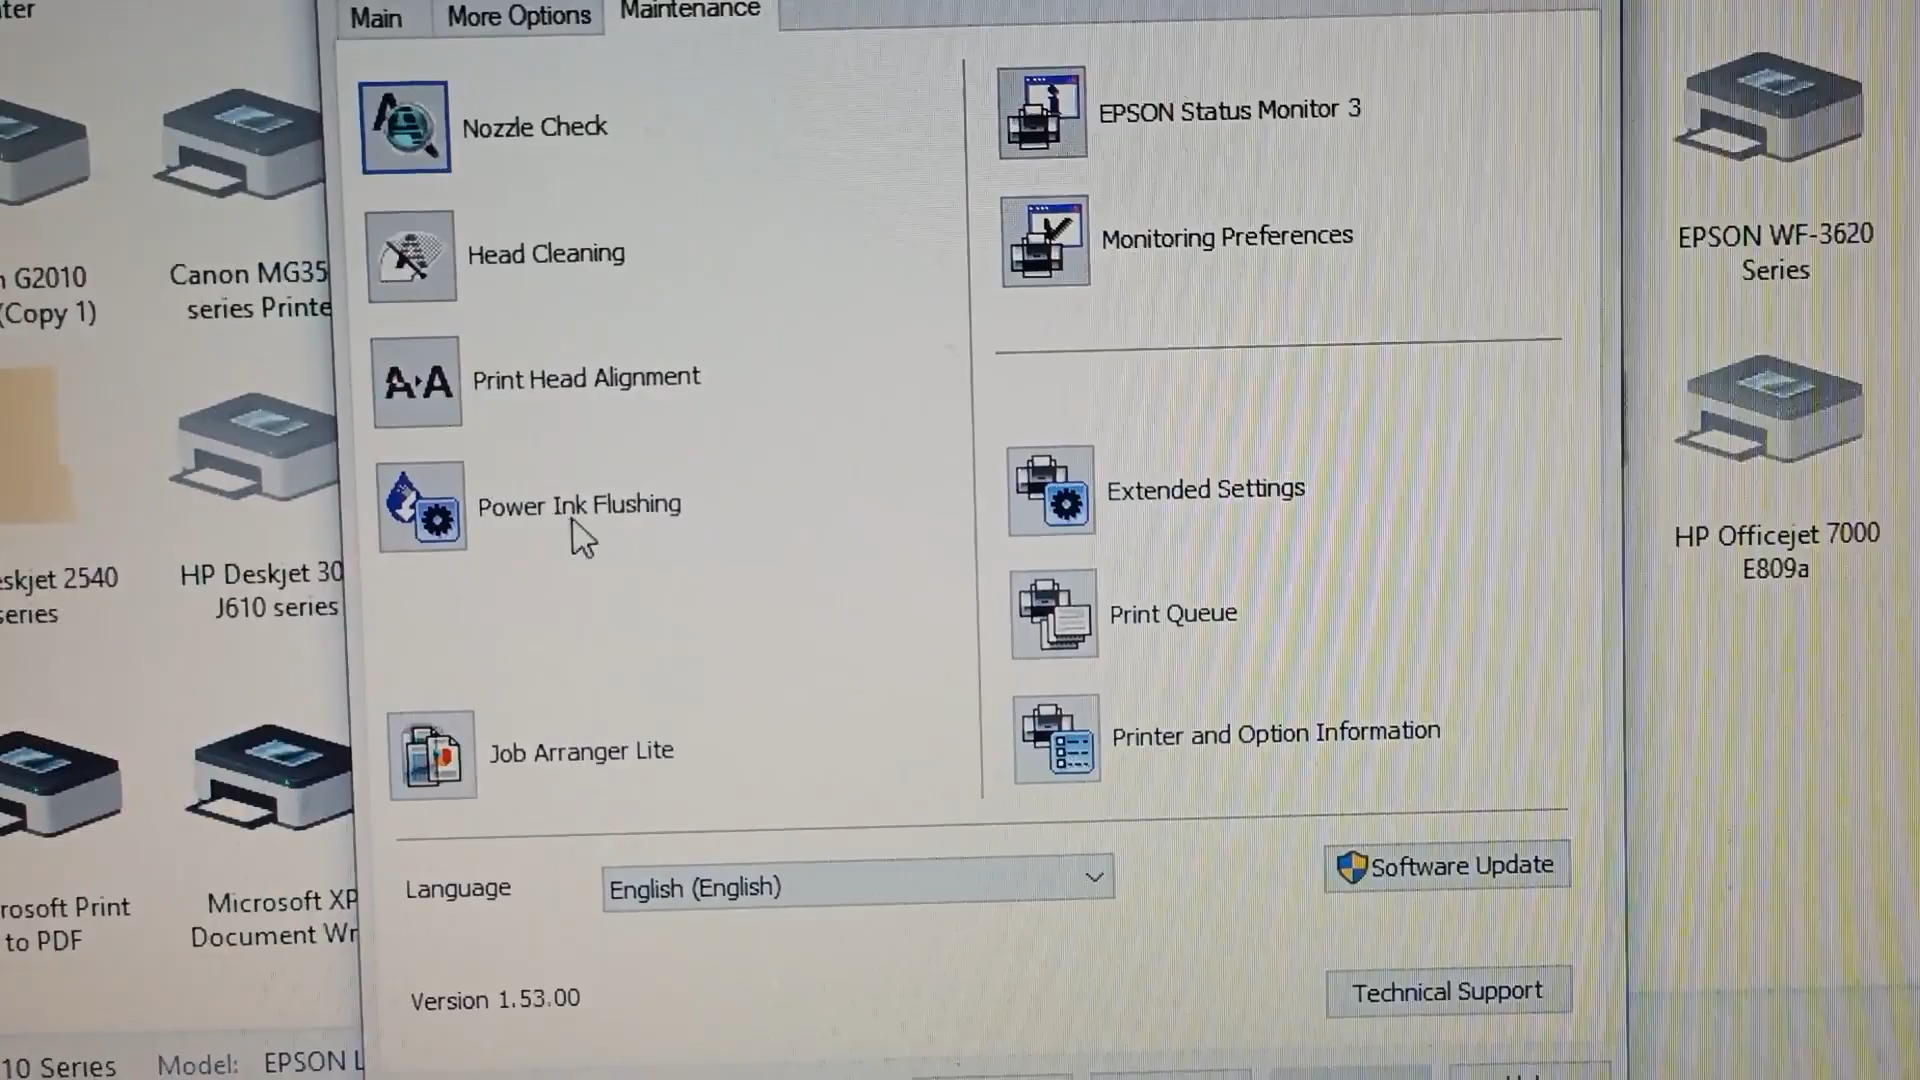 ter
Main
More Options
Maintenance
Nozzle Check
Head Cleaning
Print Head Alignment
Power Ink Flushing
Job Arranger Lite
EPSON Status Monitor 3
Monitoring Preferences
Extended Settings
Print Queue
Printer and Option Information
Language
English (English)
Software Update
Version 1.53.00
Technical Support
G2010
(Copy 1)
Canon MG35
series Printe
skjet 2540
series
HP Deskjet 30
J610 series
rosoft Print
to PDF
Microsoft XP
Document Wr
10 Series
Model: EPSON L
EPSON WF-3620
Series
HP Officejet 7000
E809a